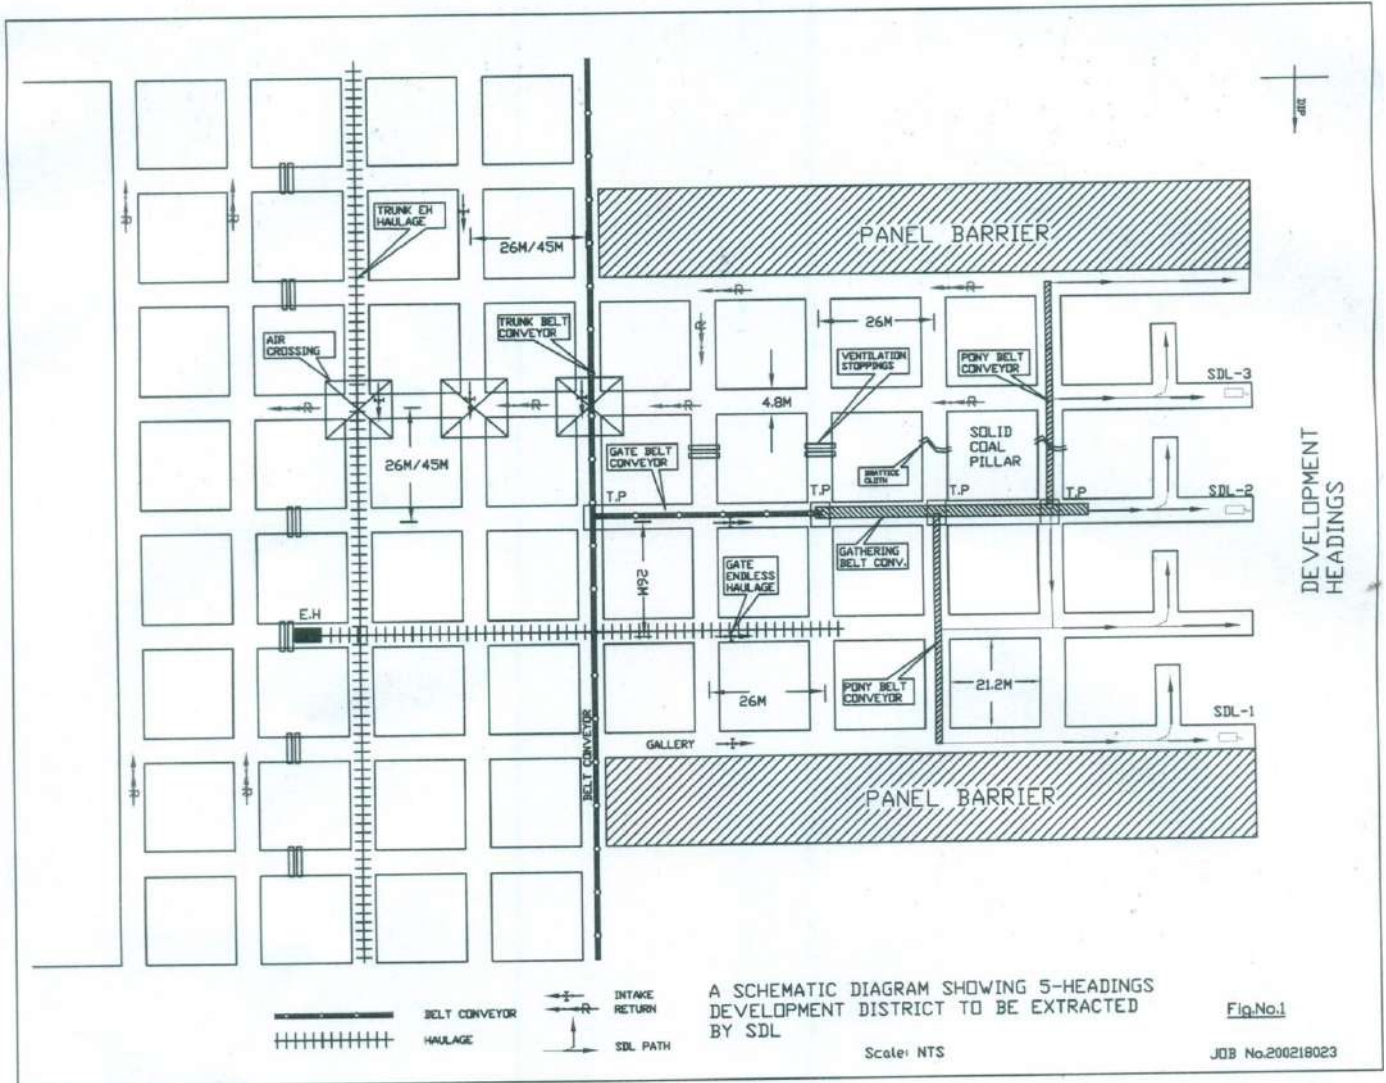 DIP
TRUNK EH
HAULAGE
R
R
I
26M/45M
PANEL BARRIER
R
R
R
26M
AIR
CROSSING
TRUNK BELT
CONVEYOR
VENTILATION
STOPPINGS
PONY BELT
CONVEYOR
SDL-3
I
I
I
R
R
R
R
4.8M
26M/45M
GATE BELT
CONVEYOR
BRATTICE
CLOTH
SOLID
COAL
PILLAR
DEVELOPMENT
HEADINGS
T.P
T.P
T.P
T.P
SDL-2
I
26M
GATE
ENDLESS
HAULAGE
GATHERING
BELT CONV.
E.H
I
26M
PONY BELT
CONVEYOR
21.2M
SDL-1
GALLERY
I
BELT CONVEYOR
R
R
PANEL BARRIER
BELT CONVEYOR
HAULAGE
I
INTAKE
R
RETURN
SDL PATH
A SCHEMATIC DIAGRAM SHOWING 5-HEADINGS
DEVELOPMENT DISTRICT TO BE EXTRACTED
BY SDL
Scale: NTS
Fig.No.1
JOB No.200218023